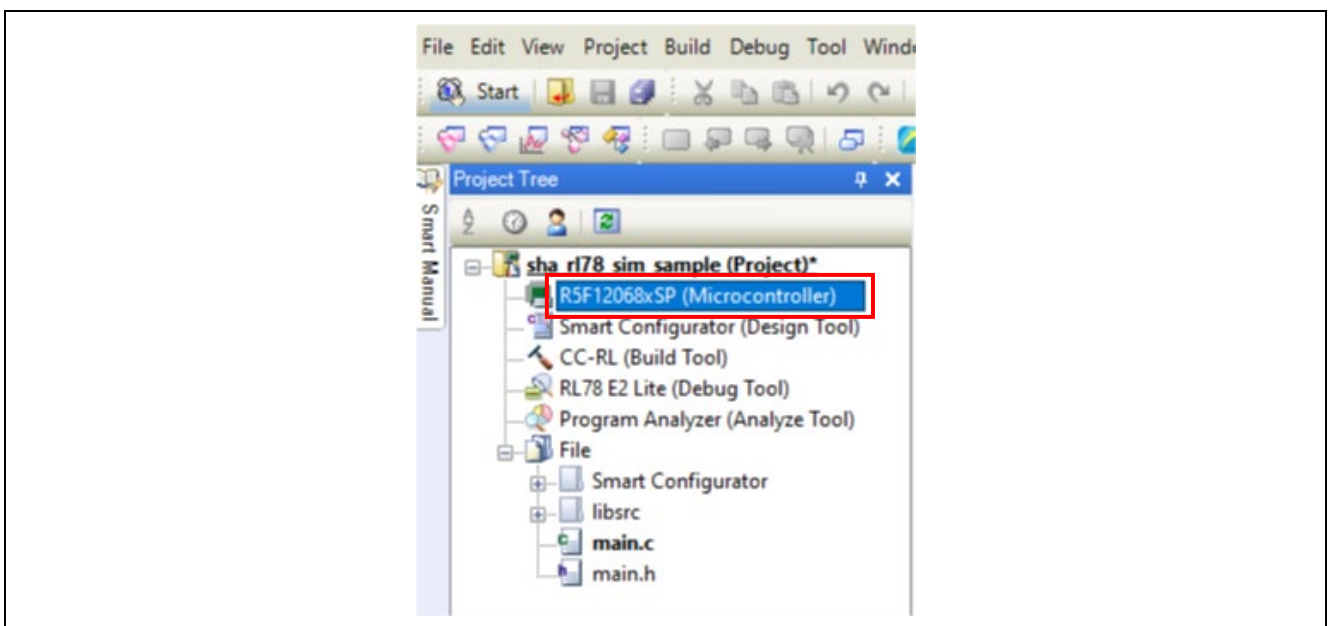 File Edit View Project Build Debug Tool
Start
Project Tree
Smart Manual
sha_rl78_sim_sample (Project)*
R5F12068xSP (Microcontroller)
Smart Configurator (Design Tool)
CC-RL (Build Tool)
RL78 E2 Lite (Debug Tool)
Program Analyzer (Analyze Tool)
File
Smart Configurator
libsrc
main.c
main.h